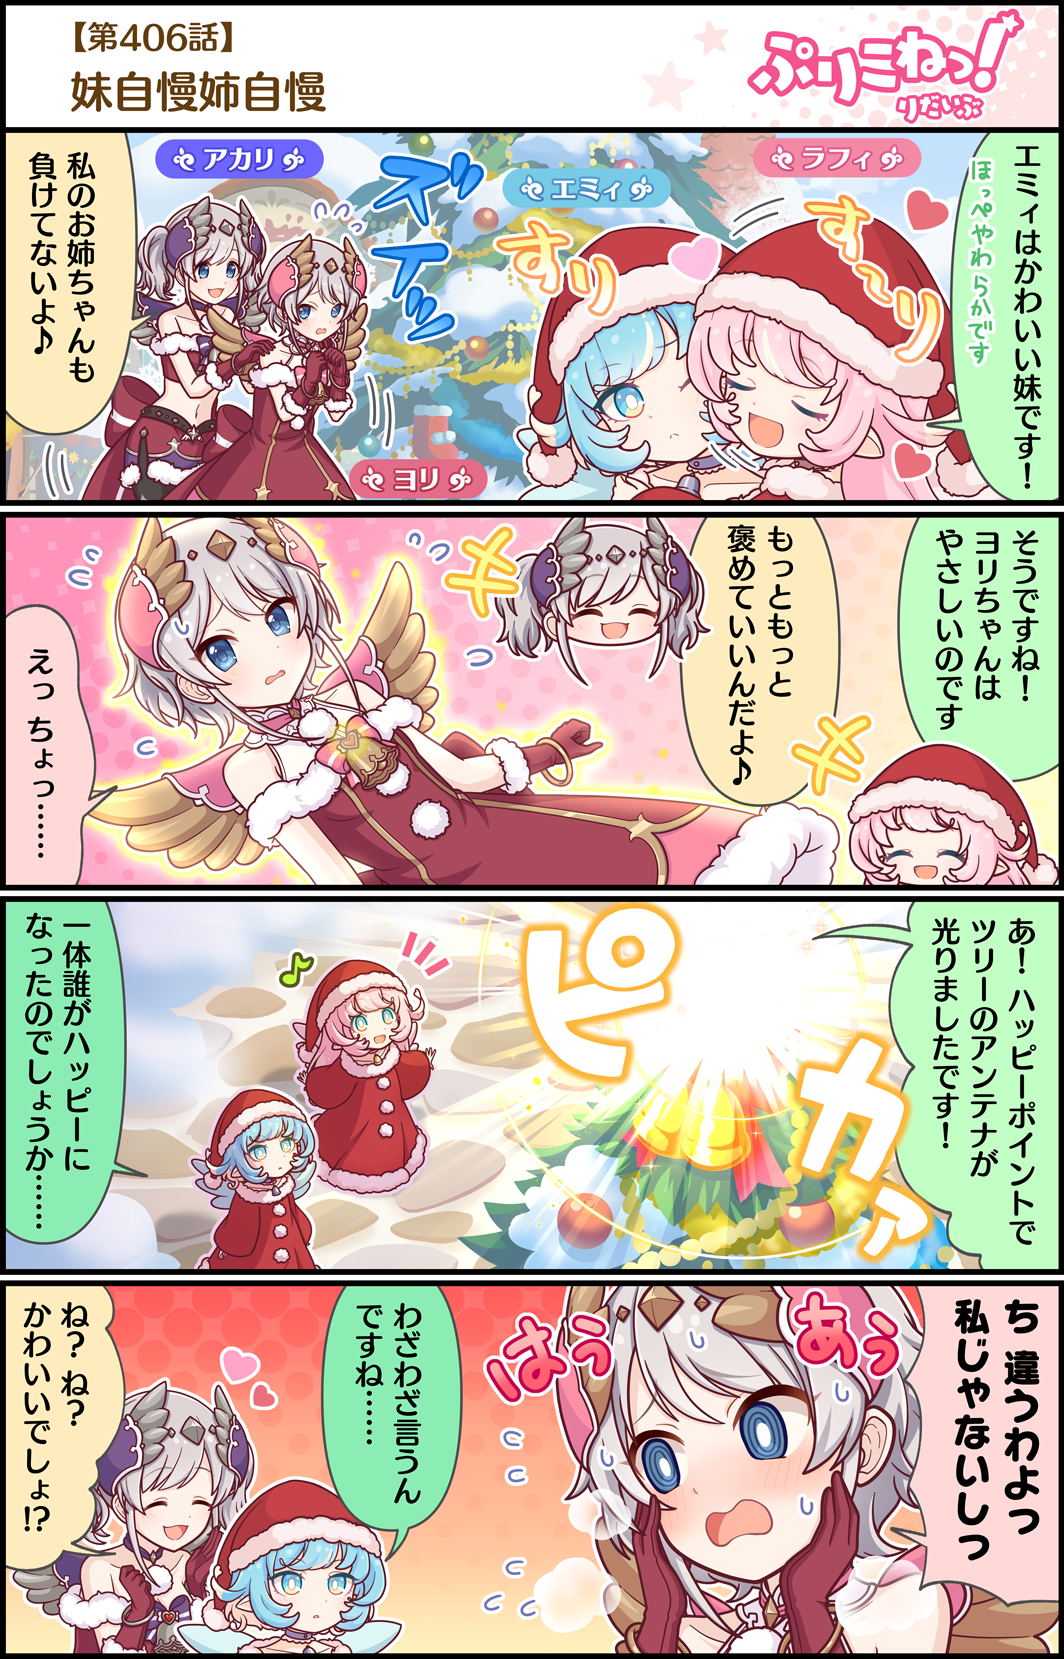 【第406話】
妹自慢姉自慢
ぷりこねっ!
りだいぶ
エミィはかわいい妹です!
ほっぺやわらかです
ラフィ
エミィ
すりす〜り
ズイッ
アカリ
ヨリ
私のお姉ちゃんも
負けてないよ♪
そうですね!
ヨリちゃんは
やさしいのです
もっともっと
褒めていいんだよ♪
えっ ちょっ……
あ! ハッピーポイントで
ツリーのアンテナが
光りましたです!
ピカァ
一体誰がハッピーに
なったのでしょうか……
ち 違うわよっ
私じゃないしっ
あぅ
はぅ
わざわざ言うん
ですね……
ね? ね?
かわいいでしょ!?